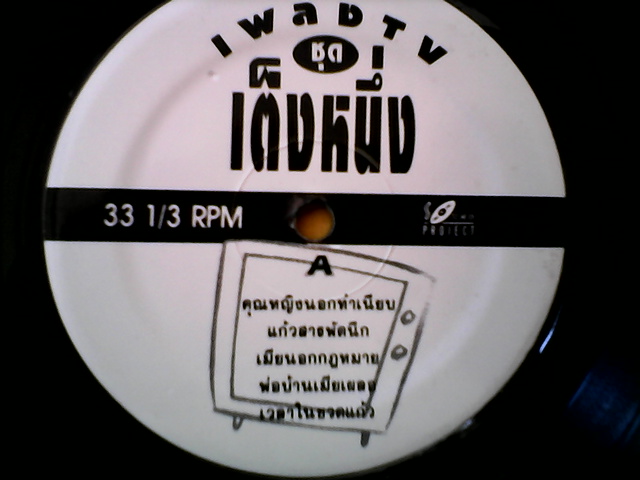 เพลงTV
ชุด
เต็งหนึ่ง
33 1/3 RPM
PROJECT
A
คุณหญิงนอกทำเนียบ
แก้วสารพัดนึก
เมียนอกกฎหมาย
พ่อบ้านเมียเผลอ
เวลาในขวดแก้ว